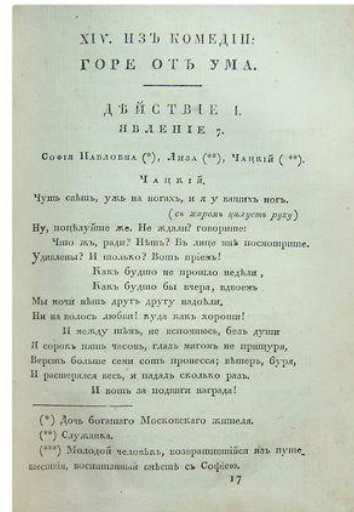 XIV. ИЗЪ КОМЕДІИ:
ГОРЕ ОТЪ УМА.
ДѢЙСТВІЕ I.
ЯВЛЕНІЕ 7.
Софія Павловна (*), Лиза (**), Чацкій ( **).
Чацкій.
Чуть свѣтъ, ужь на ногахъ, и я у вашихъ ногъ.
(съ жаромъ цѣлуетъ руку)
Ну, поцѣлуйте же. Не ждали? говорите:
Что жъ, ради? Нѣтъ? Въ лице мнѣ посмотрите.
Удивлены? И только? Вотъ пріемъ!
Какъ будто не прошло недѣли,
Какъ будто бы вчера, вдвоемъ
Мы мочи нѣтъ другъ другу надоѣли,
Ни на волосъ любви! куда какъ хороши!
И между тѣмъ, не вспомнюсь, безъ души
Я сорокъ пять часовъ, глазъ мигомъ не прищуря,
Верстъ больше семи сотъ пронесся; вѣтеръ, буря,
И растерялся весь, и падалъ сколько разъ.
И вотъ за подвиги награда!
(*) Дочь богатаго Московскаго жителя.
(**) Служанка.
(***) Молодой человѣкъ, возвратившійся изъ путе_
шествія, воспитанный вмѣстѣ съ Софією.
17